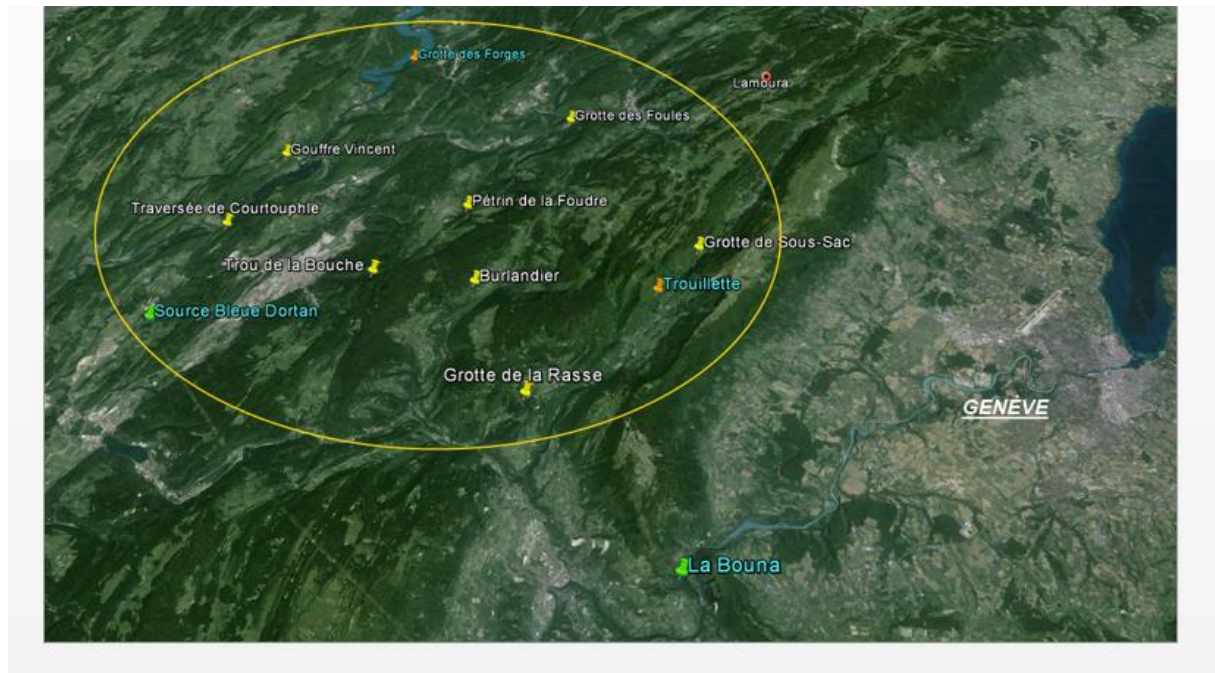 Grotte des Forges
Lamoura
Grotte des Foules
Gouffre Vincent
Pétrin de la Foudre
Traversée de Courtouphle
Grotte de Sous-Sac
Trou de la Bouche
Burlandier
Trouillette
Source Bleue Dortan
Grotte de la Rasse
GENÈVE
La Bouna